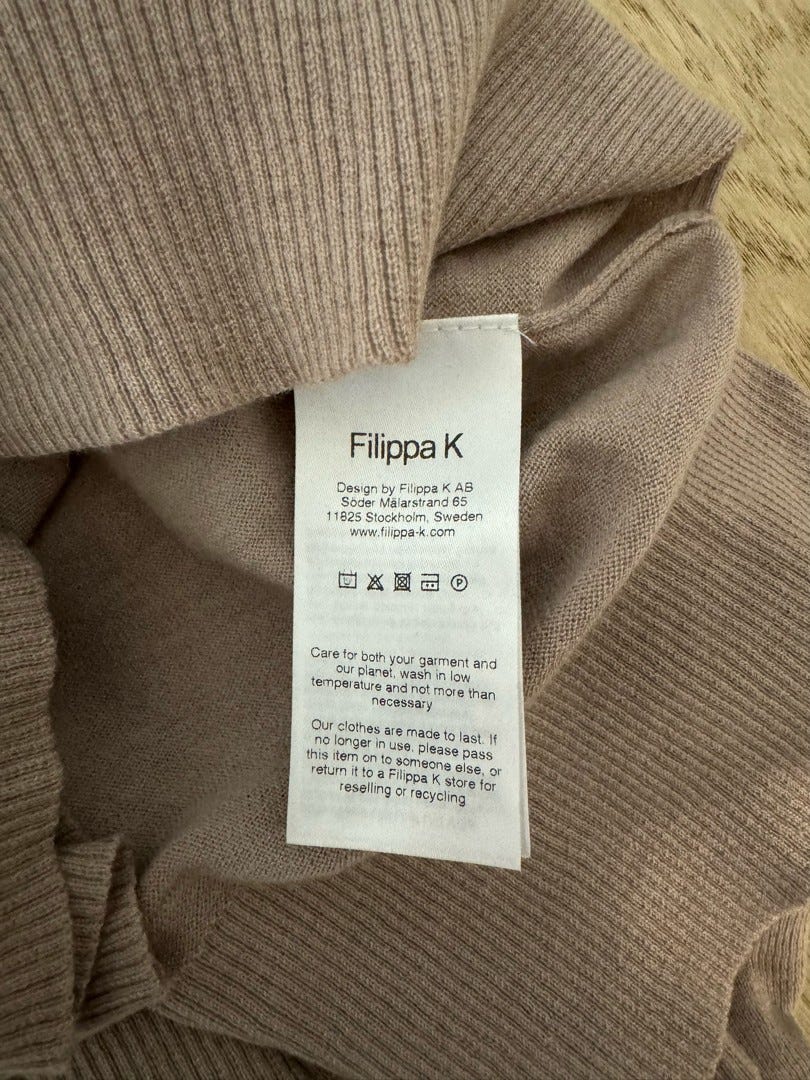 Filippa K
Design by Filippa K AB
Söder Mälarstrand 65
11825 Stockholm, Sweden
www.filippa-k.com
P
Care for both your garment and
our planet, wash in low
temperature and not more than
necessary
Our clothes are made to last. If
no longer in use, please pass
this item on to someone else, or
return it to a Filippa K store for
reselling or recycling